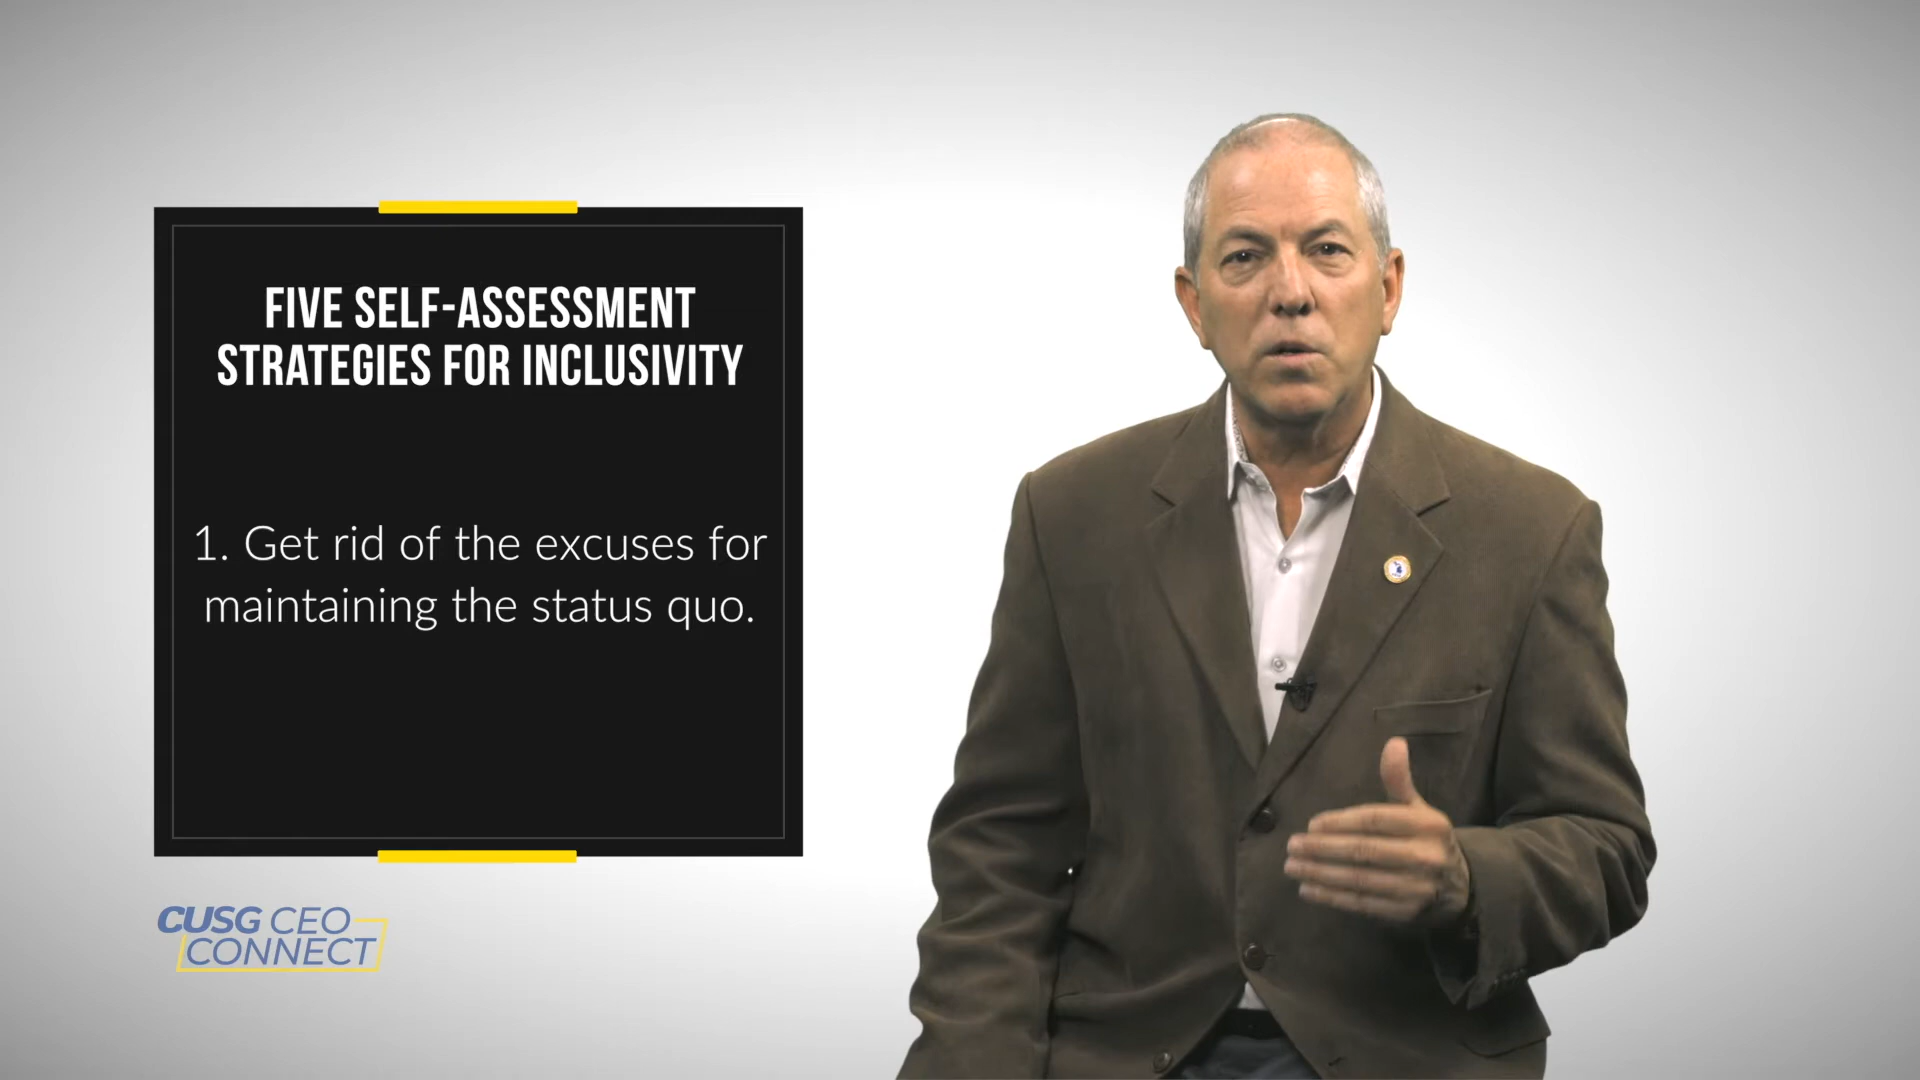 FIVE SELF-ASSESSMENT
STRATEGIES FOR INCLUSIVITY
1. Get rid of the excuses for
maintaining the status quo.
CUSG CEO
CONNECT